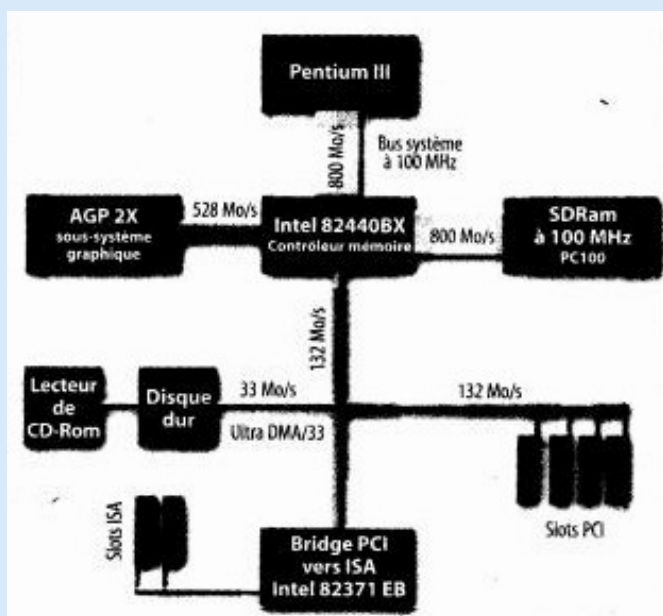 Pentium III
800 Mo/s
Bus système
à 100 MHz
AGP 2X
sous-système
graphique
528 Mo/s
Intel 82440BX
Contrôleur mémoire
800 Mo/s
SDRam
à 100 MHz
PC100
132 Mo/s
Lecteur
de
CD-Rom
Disque
dur
33 Mo/s
Ultra DMA/33
132 Mo/s
Slots ISA
Slots PCI
Bridge PCI
vers ISA
Intel 82371 EB